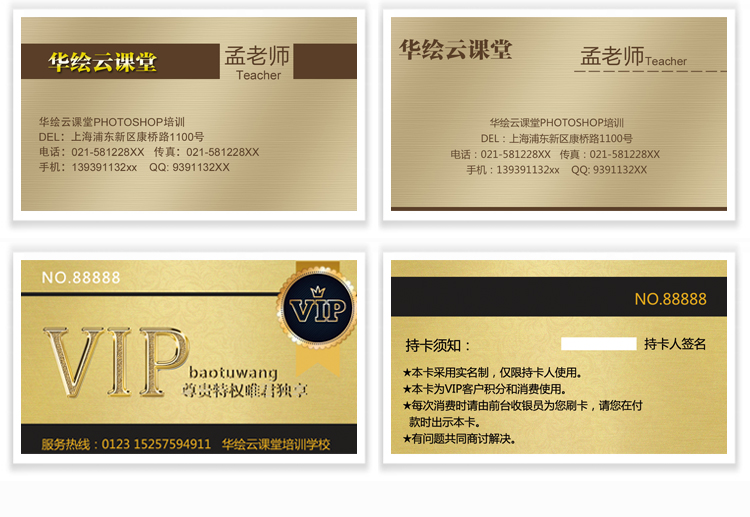 华绘云课堂
孟老师
Teacher
华绘云课堂PHOTOSHOP培训
DEL：上海浦东新区康桥路1100号
电话：021-581228XX 传真：021-581228XX
手机：139391132xx QQ: 9391132XX
华绘云课堂
孟老师Teacher
华绘云课堂PHOTOSHOP培训
DEL：上海浦东新区康桥路1100号
电话：021-581228XX 传真：021-581228XX
手机：139391132XX QQ: 9391132XX
NO.88888
VIP
VIP
baotuwang
尊贵特权唯君独享
服务热线：0123 15257594911 华绘云课堂培训学校
NO.88888
持卡须知：
持卡人签名
★本卡采用实名制，仅限持卡人使用。
★本卡为VIP客户积分和消费使用。
★每次消费时请由前台收银员为您刷卡，请您在付
款时出示本卡。
★有问题共同商讨解决。